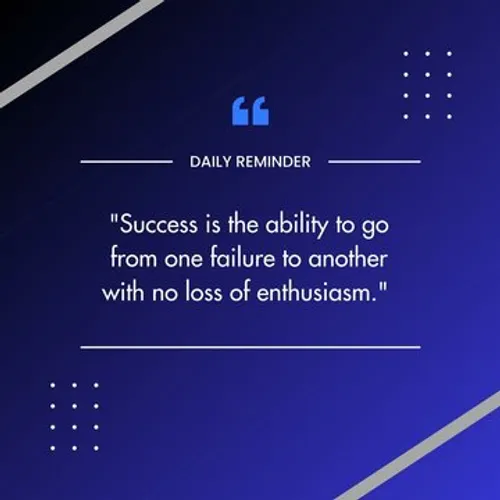 DAILY REMINDER
"Success is the ability to go
from one failure to another
with no loss of enthusiasm."